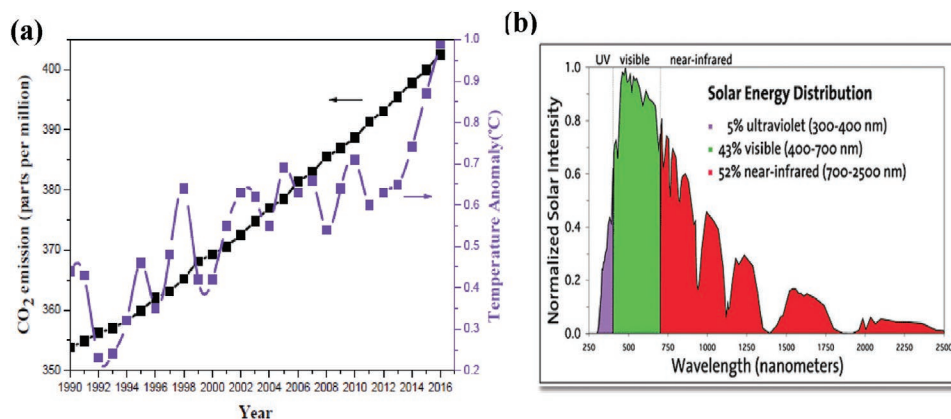 (a)
CO2 emission (parts per million)
400
390
380
370
360
350
1.0
0.9
0.8
0.7
0.6
0.5
0.4
0.3
0.2
Temperature Anomaly(°C)
1990 1992 1994 1996 1998 2000 2002 2004 2006 2008 2010 2012 2014 2016
Year
(b)
UV visible near-infrared
Normalized Solar Intensity
1.0
0.8
0.6
0.4
0.2
0.0
Solar Energy Distribution
5% ultraviolet (300-400 nm)
43% visible (400-700 nm)
52% near-infrared (700-2500 nm)
250 500 750 1000 1250 1500 1750 2000 2250 2500
Wavelength (nanometers)